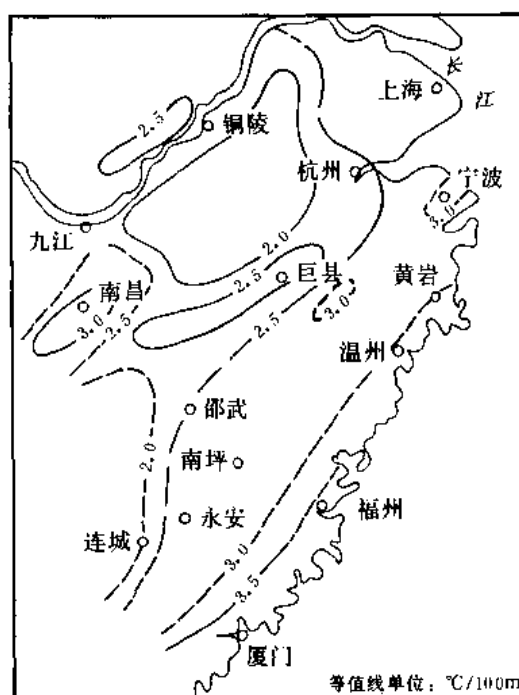 长
江
上海
2.5
铜陵
杭州
宁波
3.0
九江
2.0
巨县
黄岩
2.5
南昌
3.0
2.5
3.0
2.5
温州
邵武
2.0
南坪
永安
福州
连城
3.0
3.5
厦门
等值线单位：℃/100m